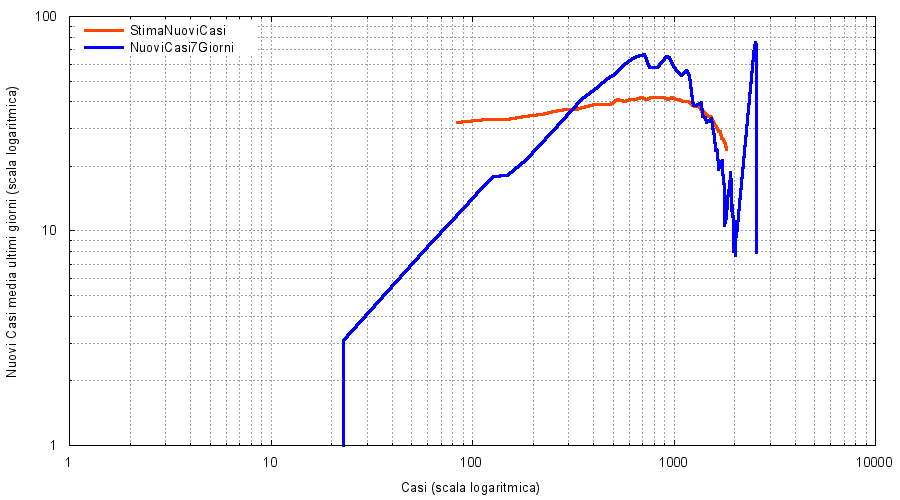 StimaNuoviCasi
NuoviCasi7Giorni
100
10
1
Nuovi Casi media ultimi giorni (scala logaritmica)
1 10 100 1000 10000
Casi (scala logaritmica)